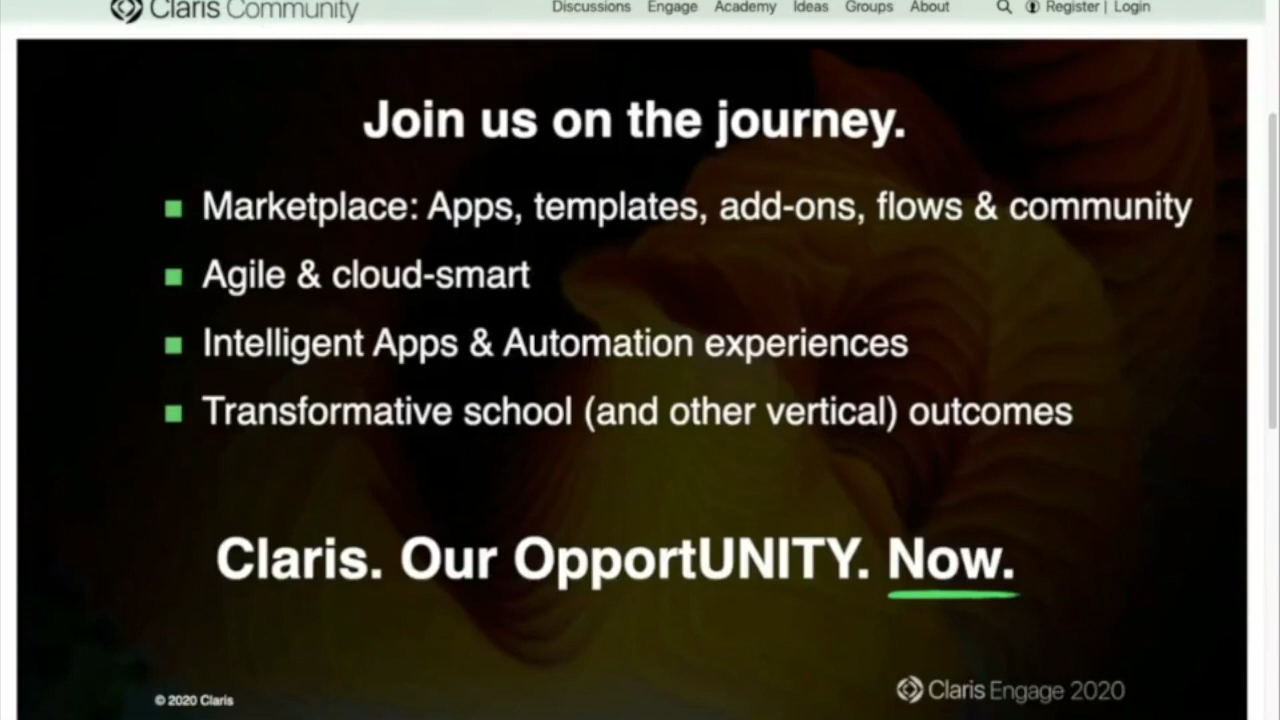 Claris Community
Discussions Engage Academy Ideas Groups About Register | Login
Join us on the journey.
Marketplace: Apps, templates, add-ons, flows & community
Agile & cloud-smart
Intelligent Apps & Automation experiences
Transformative school (and other vertical) outcomes
Claris. Our OpportUNITY. Now.
© 2020 Claris
Claris Engage 2020